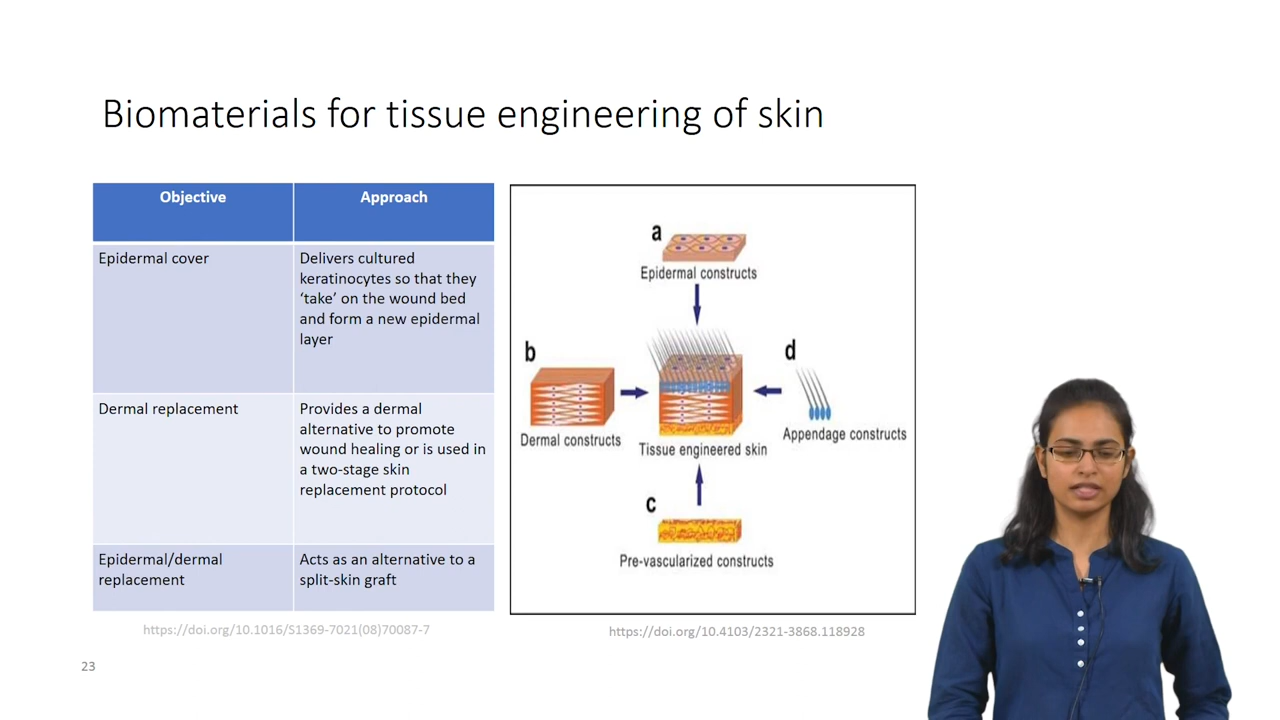 Biomaterials for tissue engineering of skin
Objective
Approach
Epidermal cover
Delivers cultured
keratinocytes so that they
‘take’ on the wound bed
and form a new epidermal
layer
Dermal replacement
Provides a dermal
alternative to promote
wound healing or is used in
a two-stage skin
replacement protocol
Epidermal/dermal
replacement
Acts as an alternative to a
split-skin graft
https://doi.org/10.1016/S1369-7021(08)70087-7
a
Epidermal constructs
b
Dermal constructs
Tissue engineered skin
d
Appendage constructs
c
Pre-vascularized constructs
https://doi.org/10.4103/2321-3868.118928
23